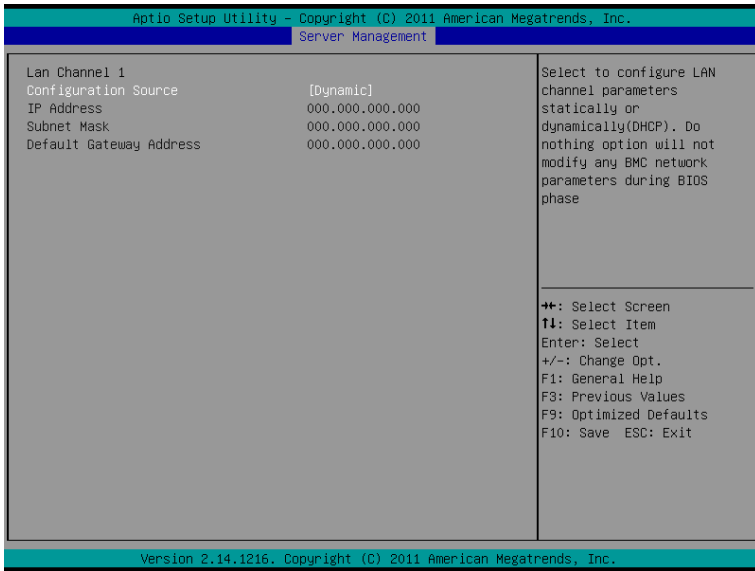 Aptio Setup Utility – Copyright (C) 2011 American Megatrends, Inc.
Server Management
Lan Channel 1
Configuration Source [Dynamic]
IP Address 000.000.000.000
Subnet Mask 000.000.000.000
Default Gateway Address 000.000.000.000
Select to configure LAN
channel parameters
statically or
dynamically(DHCP). Do
nothing option will not
modify any BMC network
parameters during BIOS
phase
→←: Select Screen
↑↓: Select Item
Enter: Select
+/-: Change Opt.
F1: General Help
F3: Previous Values
F9: Optimized Defaults
F10: Save ESC: Exit
Version 2.14.1216. Copyright (C) 2011 American Megatrends, Inc.